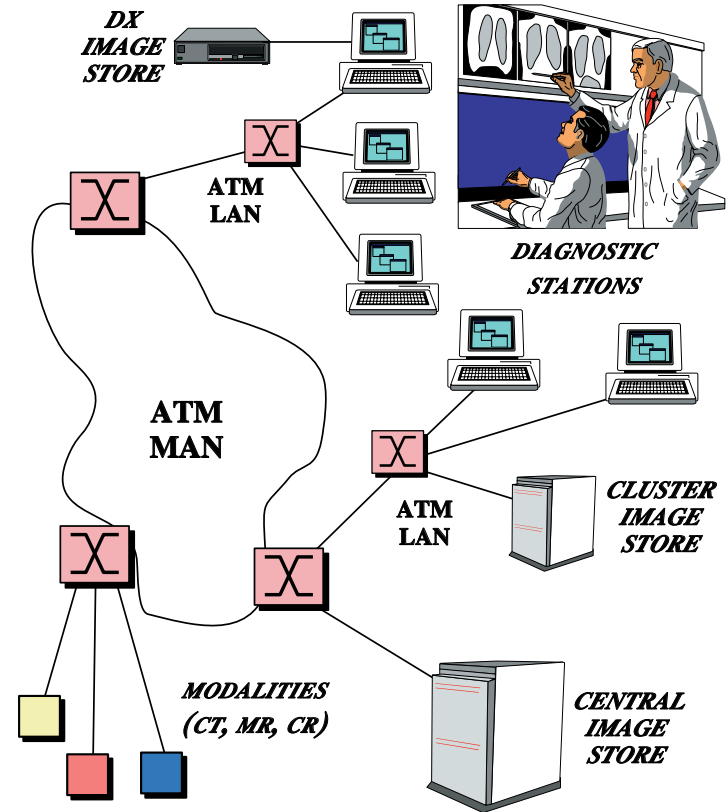 DX
IMAGE
STORE
ATM
LAN
DIAGNOSTIC
STATIONS
ATM
MAN
CLUSTER
IMAGE
STORE
ATM
LAN
MODALITIES
(CT, MR, CR)
CENTRAL
IMAGE
STORE